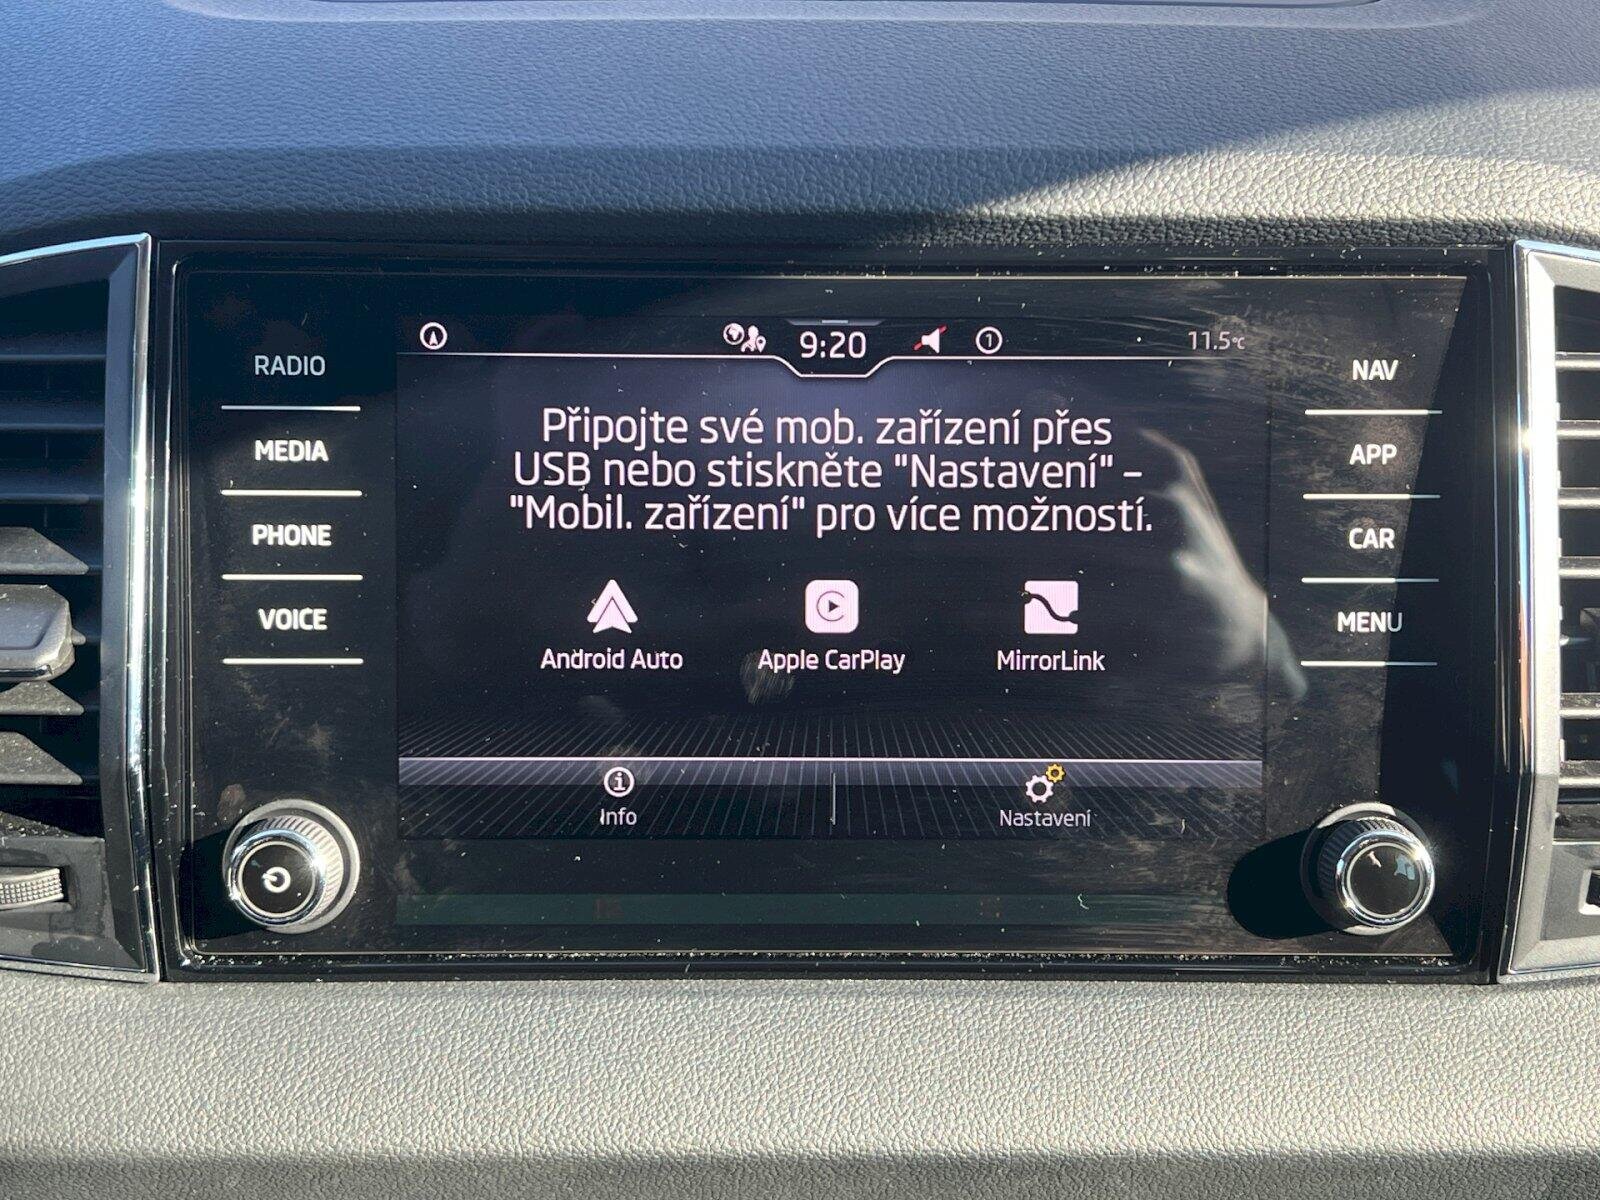 9:20
1
11.5°C
RADIO
MEDIA
PHONE
VOICE
NAV
APP
CAR
MENU
Připojte své mob. zařízení přes
USB nebo stiskněte "Nastavení" –
"Mobil. zařízení" pro více možností.
Android Auto
Apple CarPlay
MirrorLink
Info
Nastavení